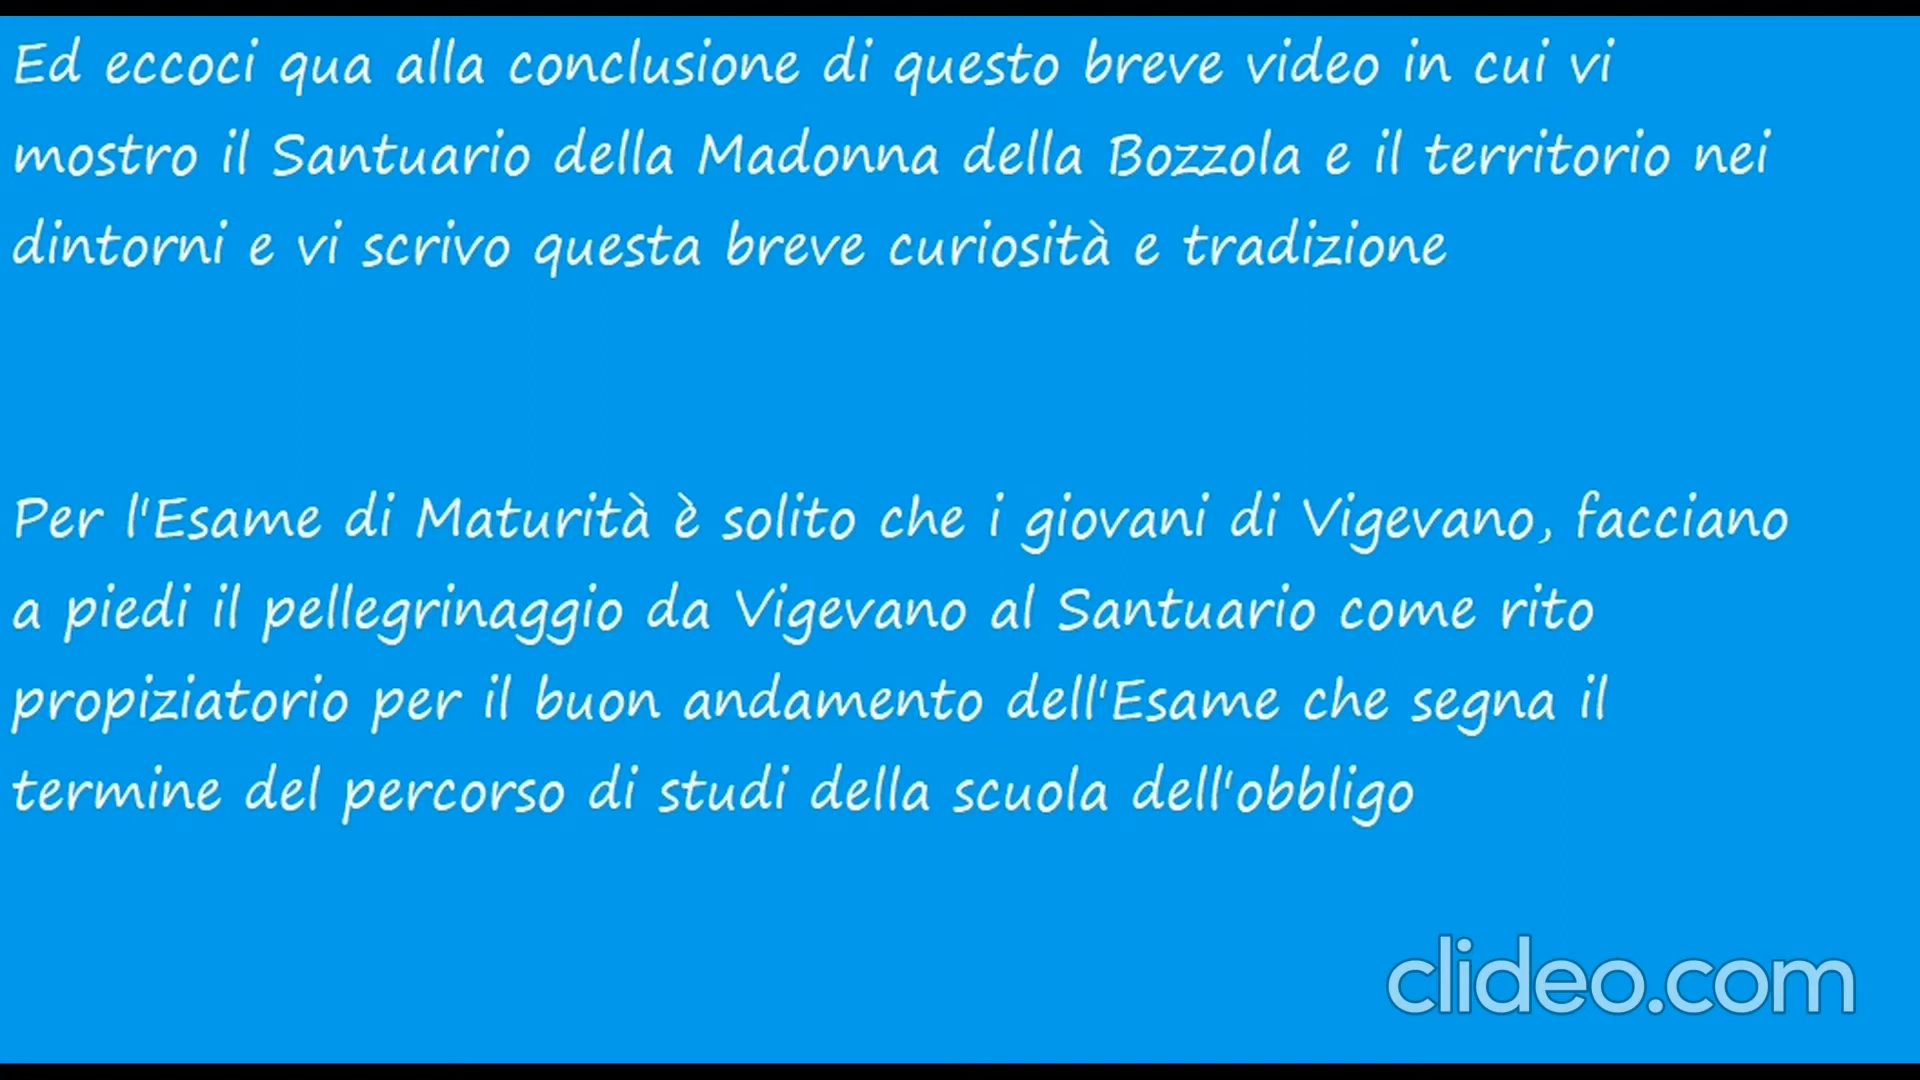 Ed eccoci qua alla conclusione di questo breve video in cui vi
mostro il Santuario della Madonna della Bozzola e il territorio nei
dintorni e vi scrivo questa breve curiosità e tradizione
Per l'Esame di Maturità è solito che i giovani di Vigevano, facciano
a piedi il pellegrinaggio da Vigevano al Santuario come rito
propiziatorio per il buon andamento dell'Esame che segna il
termine del percorso di studi della scuola dell'obbligo
clideo.com